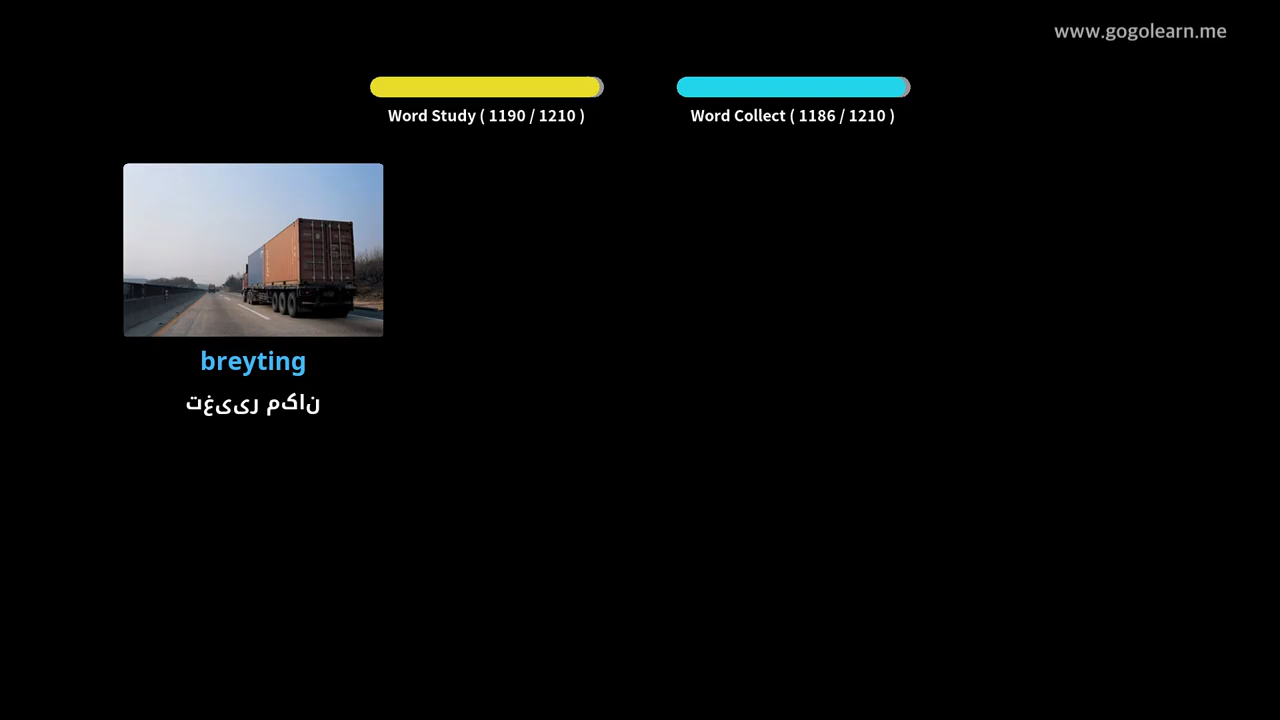 www.gogolearn.me
Word Study ( 1190 / 1210 )
Word Collect ( 1186 / 1210 )
breyting
تغییر مکان